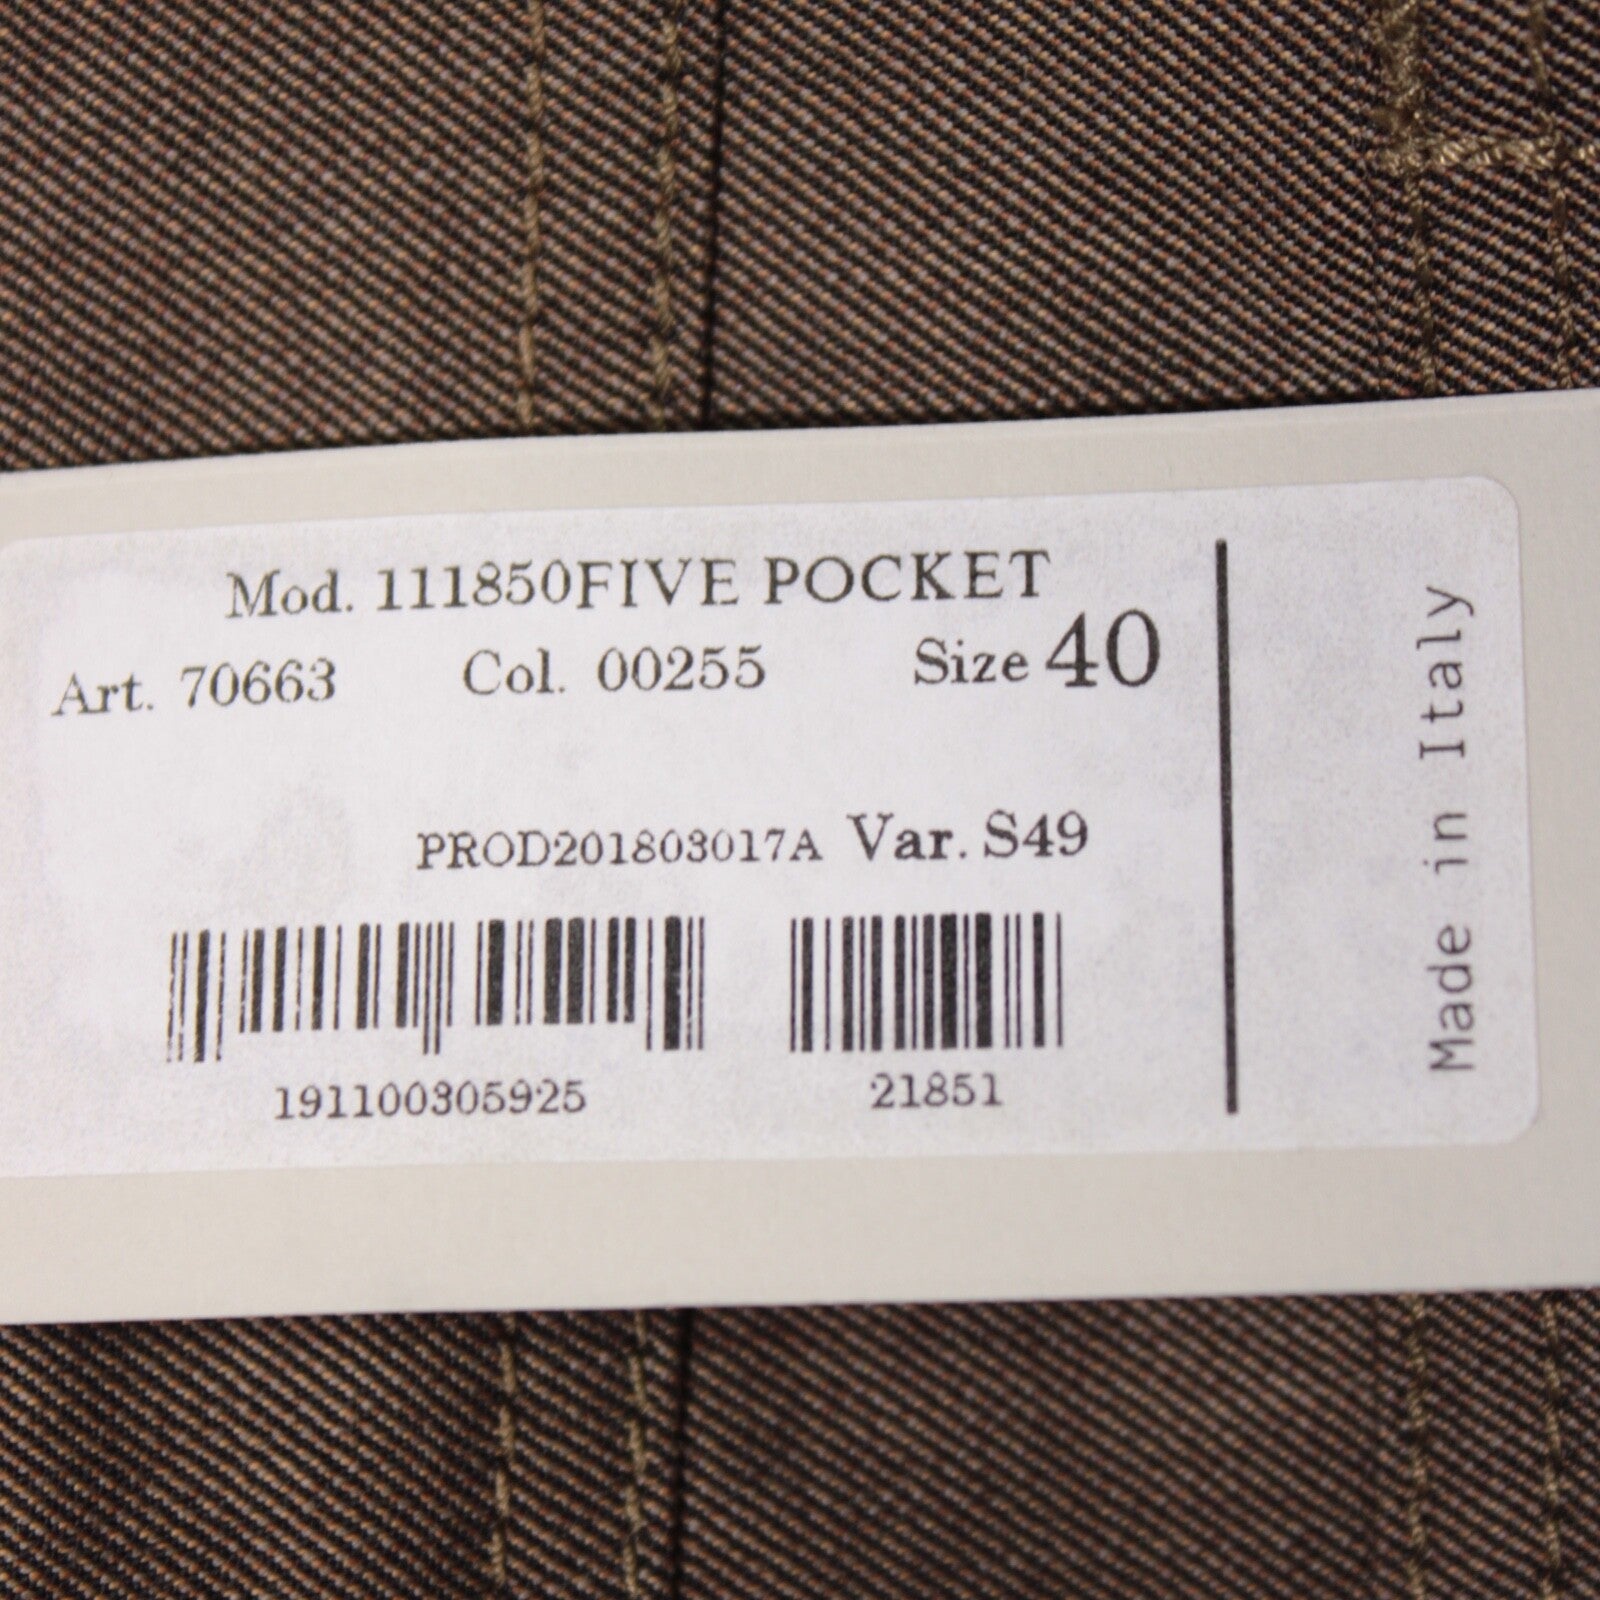 Mod. 111850FIVE POCKET
Art. 70663 Col. 00255 Size 40
PROD201803017A Var. S49
191100305925 21851
Made in Italy